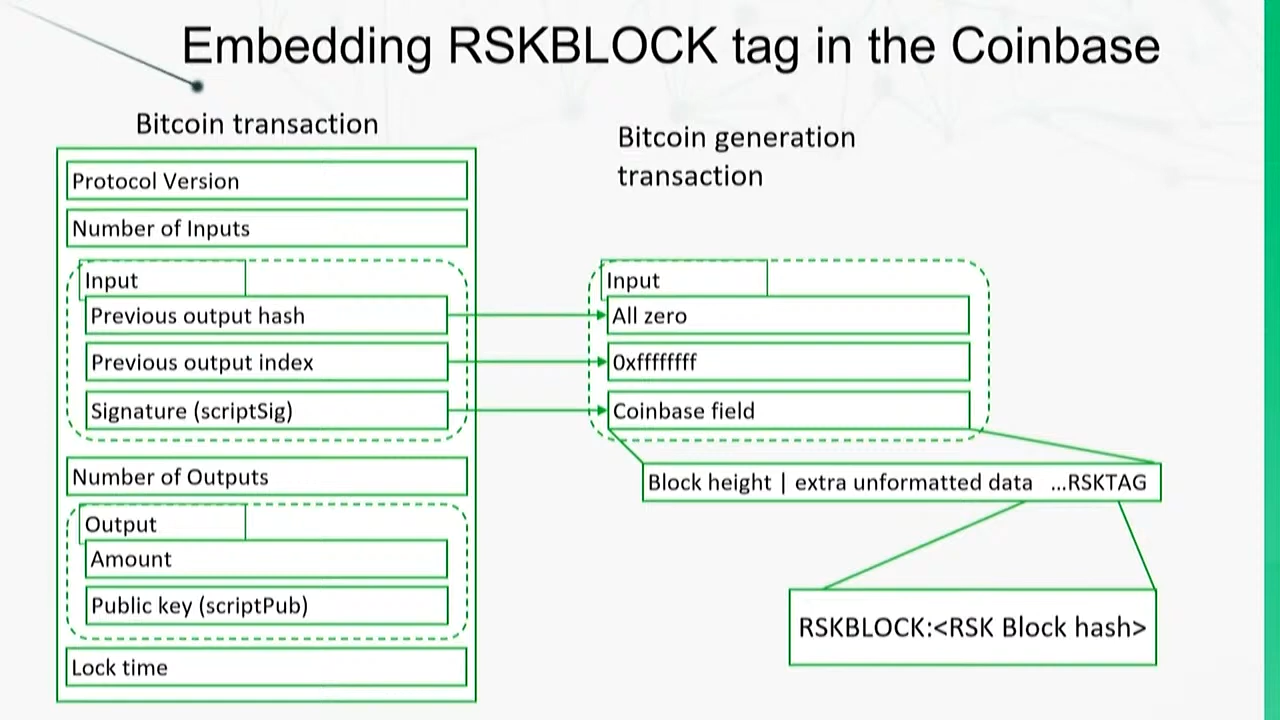 Embedding RSKBLOCK tag in the Coinbase
Bitcoin transaction
Protocol Version
Number of Inputs
Input
Previous output hash
Previous output index
Signature (scriptSig)
Number of Outputs
Output
Amount
Public key (scriptPub)
Lock time
Bitcoin generation
transaction
Input
All zero
0xffffffff
Coinbase field
Block height | extra unformatted data ...RSKTAG
RSKBLOCK:<RSK Block hash>